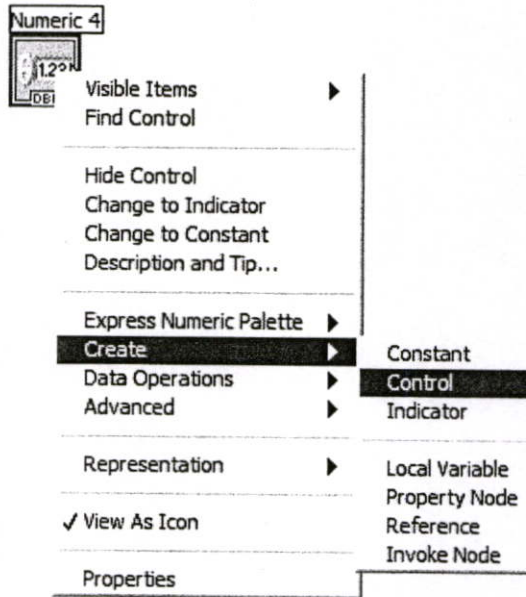 Numeric 4
1.23
DBL
Visible Items
Find Control
Hide Control
Change to Indicator
Change to Constant
Description and Tip...
Express Numeric Palette
Create
Data Operations
Advanced
Representation
✓ View As Icon
Properties
Constant
Control
Indicator
Local Variable
Property Node
Reference
Invoke Node